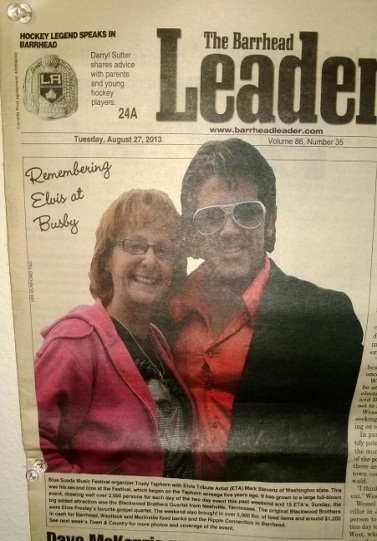 HOCKEY LEGEND SPEAKS IN
BARRHEAD
Darryl Sutter
shares advice
with parents
and young
hockey
players.
24A
LA
The Barrhead
Leader
www.barrheadleader.com
Tuesday, August 27, 2013
Volume 86, Number 35
Remembering
Elvis at
Busby
Blue Suede Music Festival organizer Trudy Taphorn with Elvis Tribute Artist (ETA) Mark Stevenz of Washington state. This
was his second time at the Festival, which began on the Taphorn acreage five years ago. It has grown to a large full-blown
event, drawing well over 2,500 persons for each day of the two day event this past weekend and 15 ETA's. Sunday, the
big added attraction was the Blackwood Brothers Quartet from Nashville, Tennessee. The original Blackwood Brothers
were Elvis Presley's favorite gospel quartet. The weekend also brought in over 1,000 lbs. of food items and around $1,200
in cash for Barrhead, Westlock and Morinville food banks and the Hipple Connection in Barrhead.
See next week's Town & Country for more photos and coverage of the event.